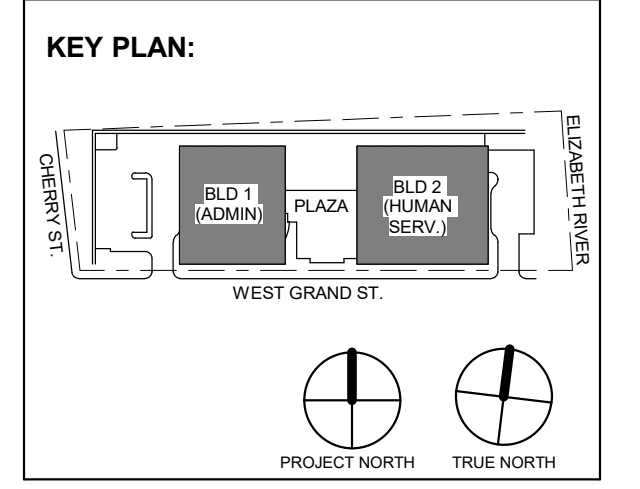 KEY PLAN:
CHERRY ST.
BLD 1
(ADMIN)
PLAZA
BLD 2
(HUMAN
SERV.)
ELIZABETH RIVER
WEST GRAND ST.
PROJECT NORTH
TRUE NORTH